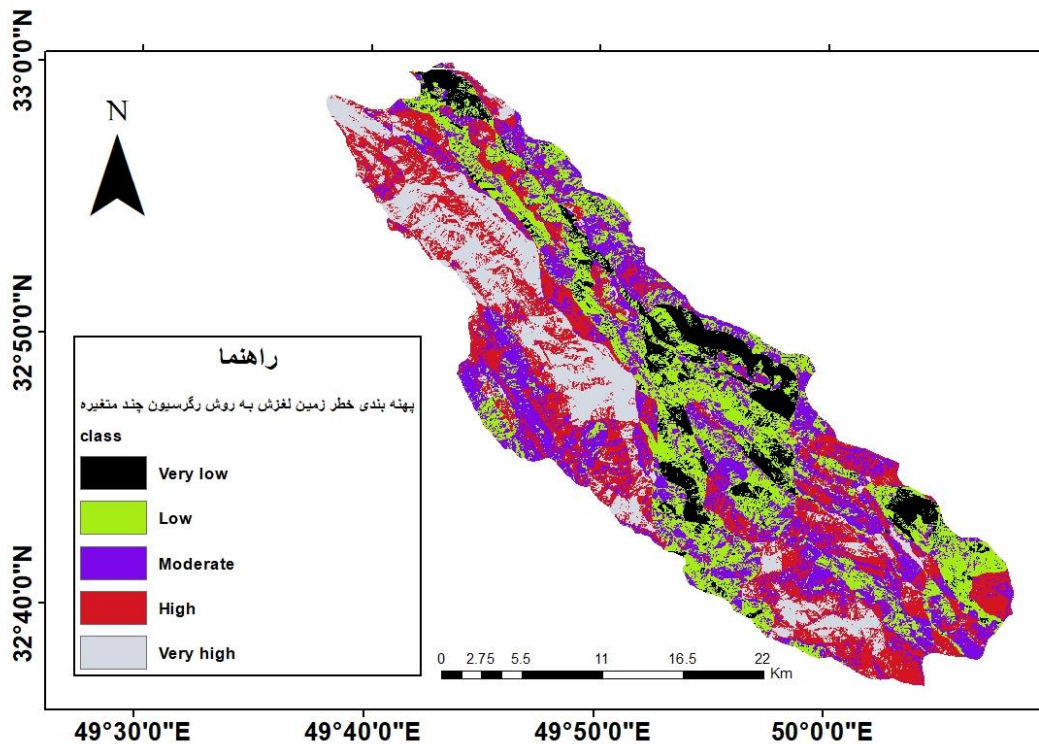 33°0'0"N
N
32°50'0"N
راهنما
پهنه بندی خطر زمین لغزش به روش رگرسیون چند متغیره
class
Very low
Low
Moderate
High
Very high
32°40'0"N
0 2.75 5.5 11 16.5 22
Km
49°30'0"E 49°40'0"E 49°50'0"E 50°0'0"E